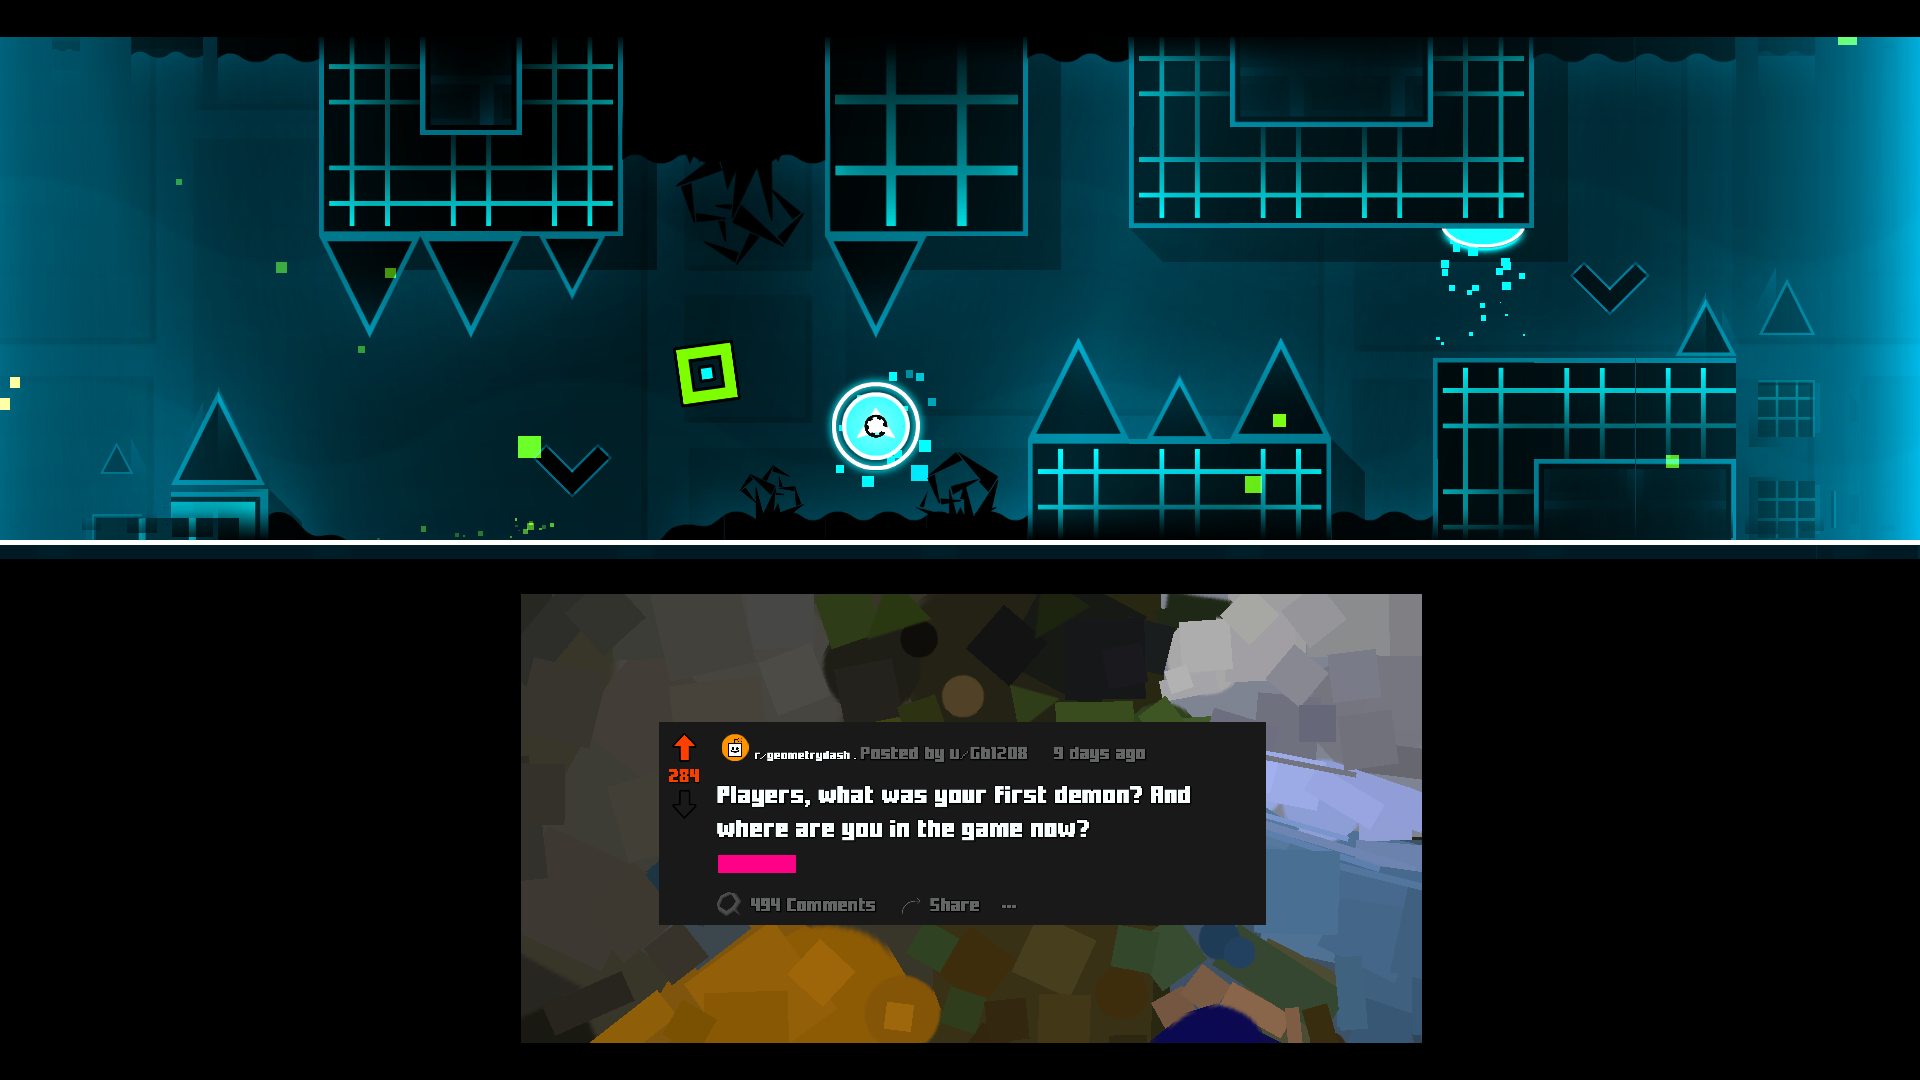 r/geometrydash . Posted by u/Gb1208 9 days ago
284
Players, what was your first demon? And
where are you in the game now?
494 Comments Share ...